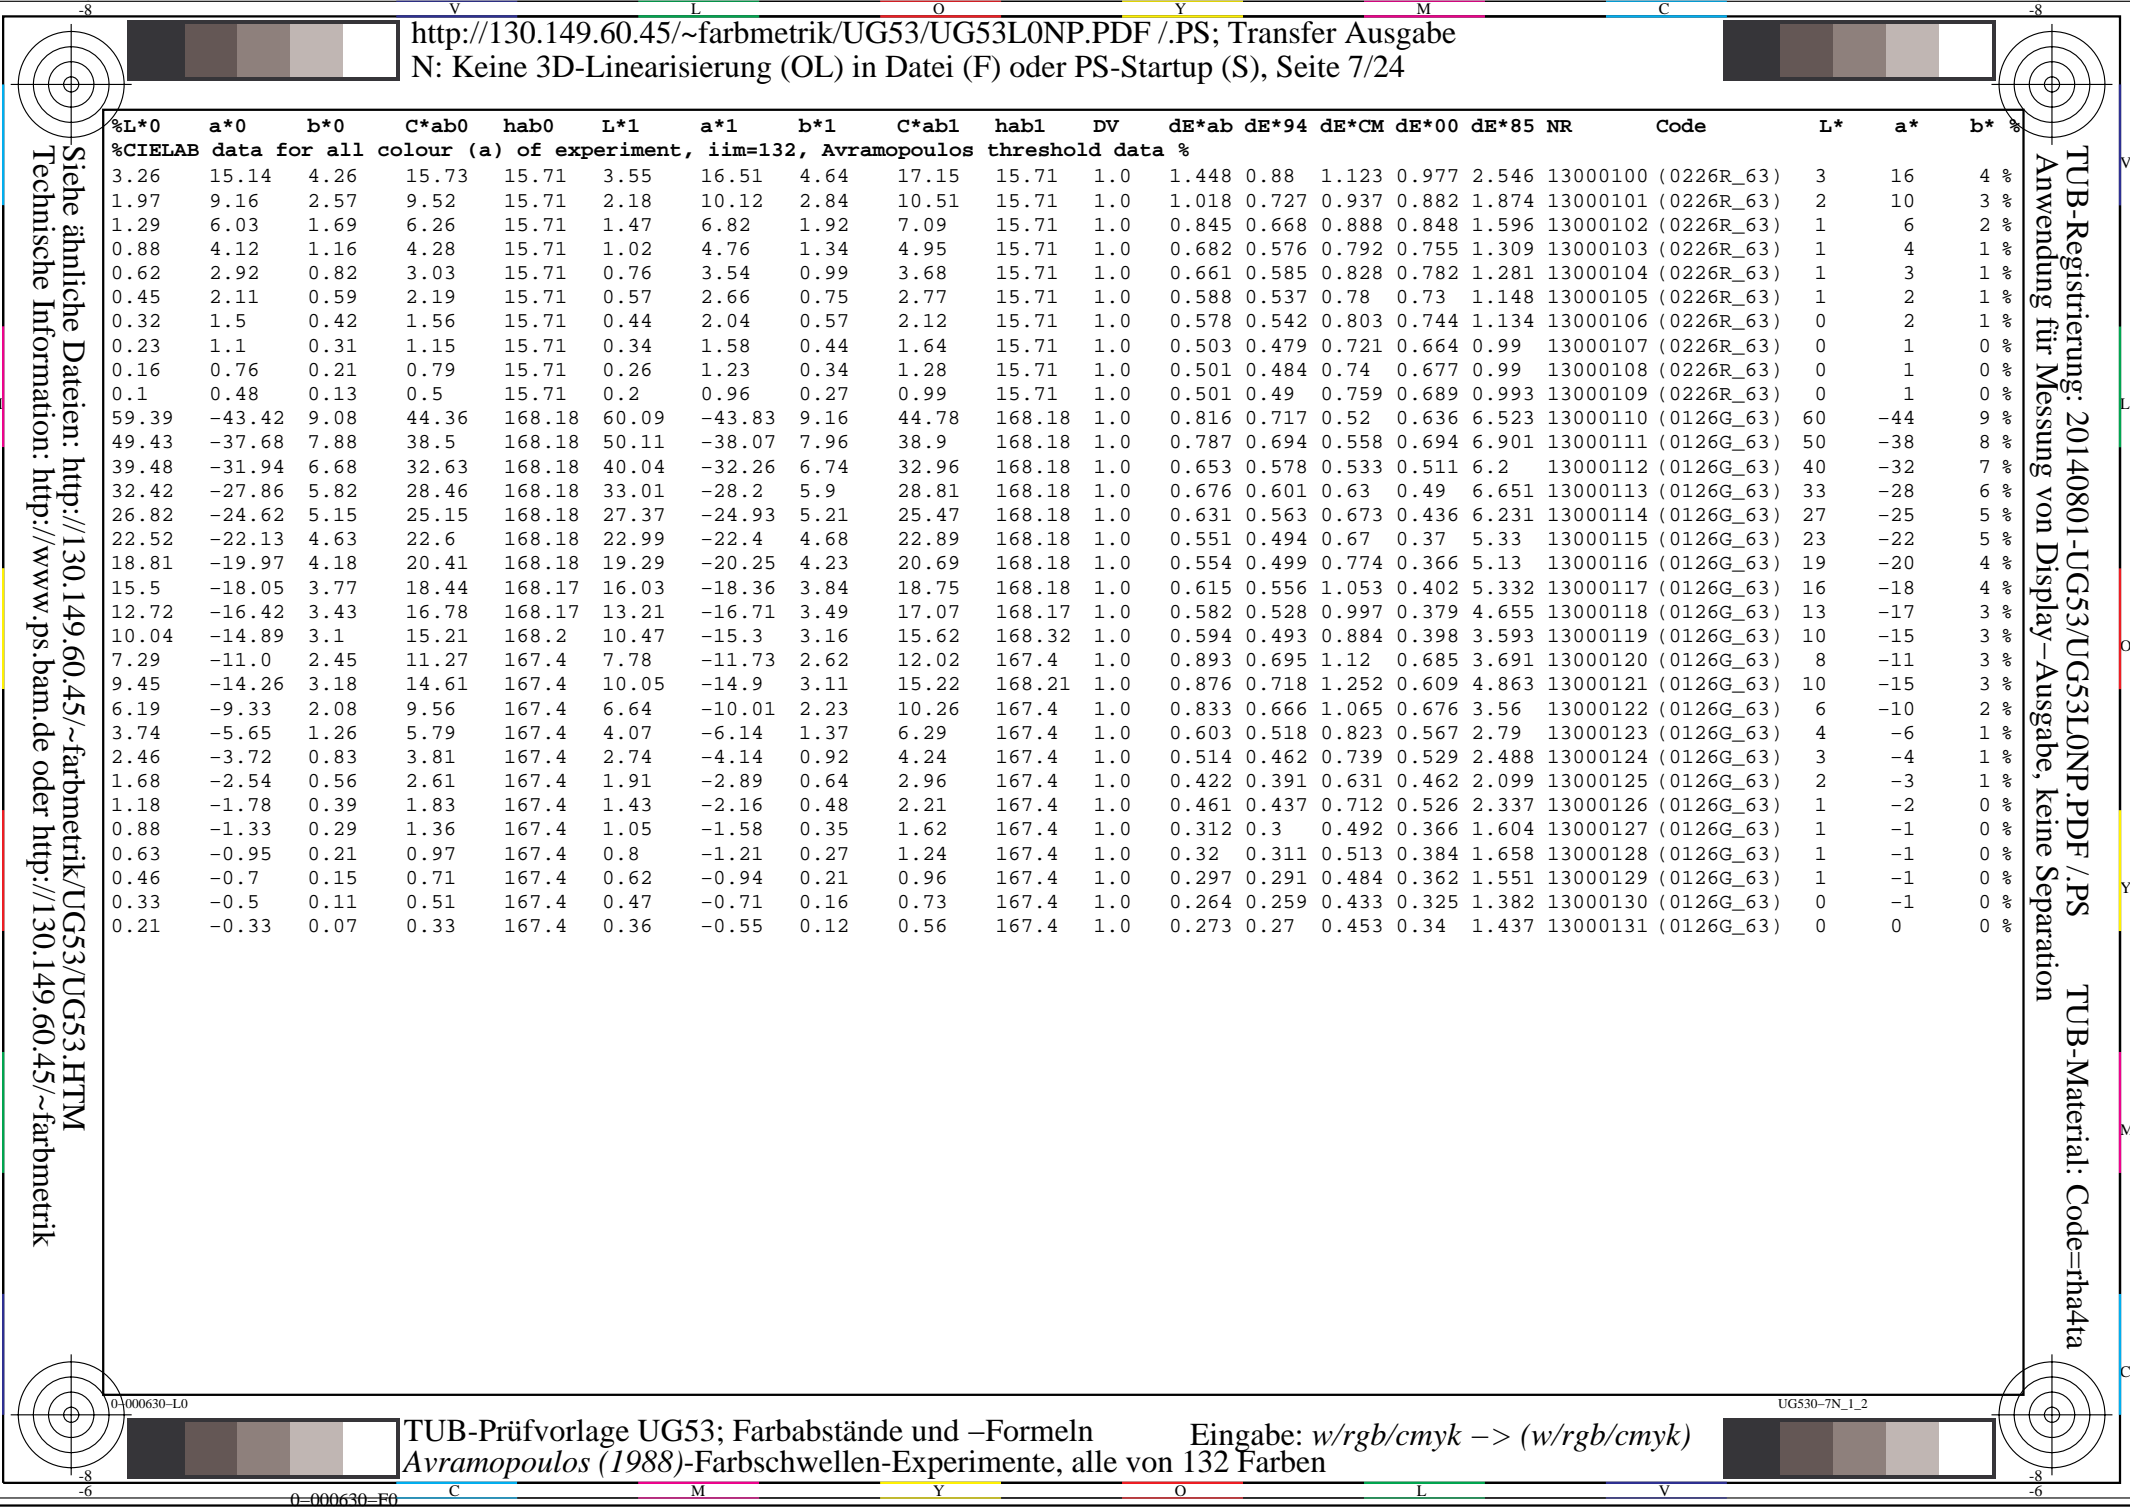 -8 V L O Y M C -8
http://130.149.60.45/~farbmetrik/UG53/UG53L0NP.PDF /.PS; Transfer Ausgabe
N: Keine 3D-Linearisierung (OL) in Datei (F) oder PS-Startup (S), Seite 7/24
%L*0 a*0 b*0 C*ab0 hab0 L*1 a*1 b*1 C*ab1 hab1 DV dE*ab dE*94 dE*CM dE*00 dE*85 NR Code L* a* b* %
%CIELAB data for all colour (a) of experiment, iim=132, Avramopoulos threshold data %
3.26 15.14 4.26 15.73 15.71 3.55 16.51 4.64 17.15 15.71 1.0 1.448 0.88 1.123 0.977 2.546 13000100 (0226R_63) 3 16 4 %
1.97 9.16 2.57 9.52 15.71 2.18 10.12 2.84 10.51 15.71 1.0 1.018 0.727 0.937 0.882 1.874 13000101 (0226R_63) 2 10 3 %
1.29 6.03 1.69 6.26 15.71 1.47 6.82 1.92 7.09 15.71 1.0 0.845 0.668 0.888 0.848 1.596 13000102 (0226R_63) 1 6 2 %
0.88 4.12 1.16 4.28 15.71 1.02 4.76 1.34 4.95 15.71 1.0 0.682 0.576 0.792 0.755 1.309 13000103 (0226R_63) 1 4 1 %
0.62 2.92 0.82 3.03 15.71 0.76 3.54 0.99 3.68 15.71 1.0 0.661 0.585 0.828 0.782 1.281 13000104 (0226R_63) 1 3 1 %
0.45 2.11 0.59 2.19 15.71 0.57 2.66 0.75 2.77 15.71 1.0 0.588 0.537 0.78 0.73 1.148 13000105 (0226R_63) 1 2 1 %
0.32 1.5 0.42 1.56 15.71 0.44 2.04 0.57 2.12 15.71 1.0 0.578 0.542 0.803 0.744 1.134 13000106 (0226R_63) 0 2 1 %
0.23 1.1 0.31 1.15 15.71 0.34 1.58 0.44 1.64 15.71 1.0 0.503 0.479 0.721 0.664 0.99 13000107 (0226R_63) 0 1 0 %
0.16 0.76 0.21 0.79 15.71 0.26 1.23 0.34 1.28 15.71 1.0 0.501 0.484 0.74 0.677 0.99 13000108 (0226R_63) 0 1 0 %
0.1 0.48 0.13 0.5 15.71 0.2 0.96 0.27 0.99 15.71 1.0 0.501 0.49 0.759 0.689 0.993 13000109 (0226R_63) 0 1 0 %
59.39 -43.42 9.08 44.36 168.18 60.09 -43.83 9.16 44.78 168.18 1.0 0.816 0.717 0.52 0.636 6.523 13000110 (0126G_63) 60 -44 9 %
49.43 -37.68 7.88 38.5 168.18 50.11 -38.07 7.96 38.9 168.18 1.0 0.787 0.694 0.558 0.694 6.901 13000111 (0126G_63) 50 -38 8 %
39.48 -31.94 6.68 32.63 168.18 40.04 -32.26 6.74 32.96 168.18 1.0 0.653 0.578 0.533 0.511 6.2 13000112 (0126G_63) 40 -32 7 %
32.42 -27.86 5.82 28.46 168.18 33.01 -28.2 5.9 28.81 168.18 1.0 0.676 0.601 0.63 0.49 6.651 13000113 (0126G_63) 33 -28 6 %
26.82 -24.62 5.15 25.15 168.18 27.37 -24.93 5.21 25.47 168.18 1.0 0.631 0.563 0.673 0.436 6.231 13000114 (0126G_63) 27 -25 5 %
22.52 -22.13 4.63 22.6 168.18 22.99 -22.4 4.68 22.89 168.18 1.0 0.551 0.494 0.67 0.37 5.33 13000115 (0126G_63) 23 -22 5 %
18.81 -19.97 4.18 20.41 168.18 19.29 -20.25 4.23 20.69 168.18 1.0 0.554 0.499 0.774 0.366 5.13 13000116 (0126G_63) 19 -20 4 %
15.5 -18.05 3.77 18.44 168.17 16.03 -18.36 3.84 18.75 168.18 1.0 0.615 0.556 1.053 0.402 5.332 13000117 (0126G_63) 16 -18 4 %
12.72 -16.42 3.43 16.78 168.17 13.21 -16.71 3.49 17.07 168.17 1.0 0.582 0.528 0.997 0.379 4.655 13000118 (0126G_63) 13 -17 3 %
10.04 -14.89 3.1 15.21 168.2 10.47 -15.3 3.16 15.62 168.32 1.0 0.594 0.493 0.884 0.398 3.593 13000119 (0126G_63) 10 -15 3 %
7.29 -11.0 2.45 11.27 167.4 7.78 -11.73 2.62 12.02 167.4 1.0 0.893 0.695 1.12 0.685 3.691 13000120 (0126G_63) 8 -11 3 %
9.45 -14.26 3.18 14.61 167.4 10.05 -14.9 3.11 15.22 168.21 1.0 0.876 0.718 1.252 0.609 4.863 13000121 (0126G_63) 10 -15 3 %
6.19 -9.33 2.08 9.56 167.4 6.64 -10.01 2.23 10.26 167.4 1.0 0.833 0.666 1.065 0.676 3.56 13000122 (0126G_63) 6 -10 2 %
3.74 -5.65 1.26 5.79 167.4 4.07 -6.14 1.37 6.29 167.4 1.0 0.603 0.518 0.823 0.567 2.79 13000123 (0126G_63) 4 -6 1 %
2.46 -3.72 0.83 3.81 167.4 2.74 -4.14 0.92 4.24 167.4 1.0 0.514 0.462 0.739 0.529 2.488 13000124 (0126G_63) 3 -4 1 %
1.68 -2.54 0.56 2.61 167.4 1.91 -2.89 0.64 2.96 167.4 1.0 0.422 0.391 0.631 0.462 2.099 13000125 (0126G_63) 2 -3 1 %
1.18 -1.78 0.39 1.83 167.4 1.43 -2.16 0.48 2.21 167.4 1.0 0.461 0.437 0.712 0.526 2.337 13000126 (0126G_63) 1 -2 0 %
0.88 -1.33 0.29 1.36 167.4 1.05 -1.58 0.35 1.62 167.4 1.0 0.312 0.3 0.492 0.366 1.604 13000127 (0126G_63) 1 -1 0 %
0.63 -0.95 0.21 0.97 167.4 0.8 -1.21 0.27 1.24 167.4 1.0 0.32 0.311 0.513 0.384 1.658 13000128 (0126G_63) 1 -1 0 %
0.46 -0.7 0.15 0.71 167.4 0.62 -0.94 0.21 0.96 167.4 1.0 0.297 0.291 0.484 0.362 1.551 13000129 (0126G_63) 1 -1 0 %
0.33 -0.5 0.11 0.51 167.4 0.47 -0.71 0.16 0.73 167.4 1.0 0.264 0.259 0.433 0.325 1.382 13000130 (0126G_63) 0 -1 0 %
0.21 -0.33 0.07 0.33 167.4 0.36 -0.55 0.12 0.56 167.4 1.0 0.273 0.27 0.453 0.34 1.437 13000131 (0126G_63) 0 0 0 %
Siehe ähnliche Dateien: http://130.149.60.45/~farbmetrik/UG53/UG53.HTM
Technische Information: http://www.ps.bam.de oder http://130.149.60.45/~farbmetrik
TUB-Registrierung: 20140801-UG53/UG53L0NP.PDF /.PS TUB-Material: Code=rha4ta
Anwendung für Messung von Display-Ausgabe, keine Separation
V
L
O
Y
M
C
0-000630-L0 UG530-7N_1_2
TUB-Prüfvorlage UG53; Farbabstände und -Formeln Eingabe: w/rgb/cmyk -> (w/rgb/cmyk)
Avramopoulos (1988)-Farbschwellen-Experimente, alle von 132 Farben
-8 -8
-6 0-000630-F0 C M Y O L V -6